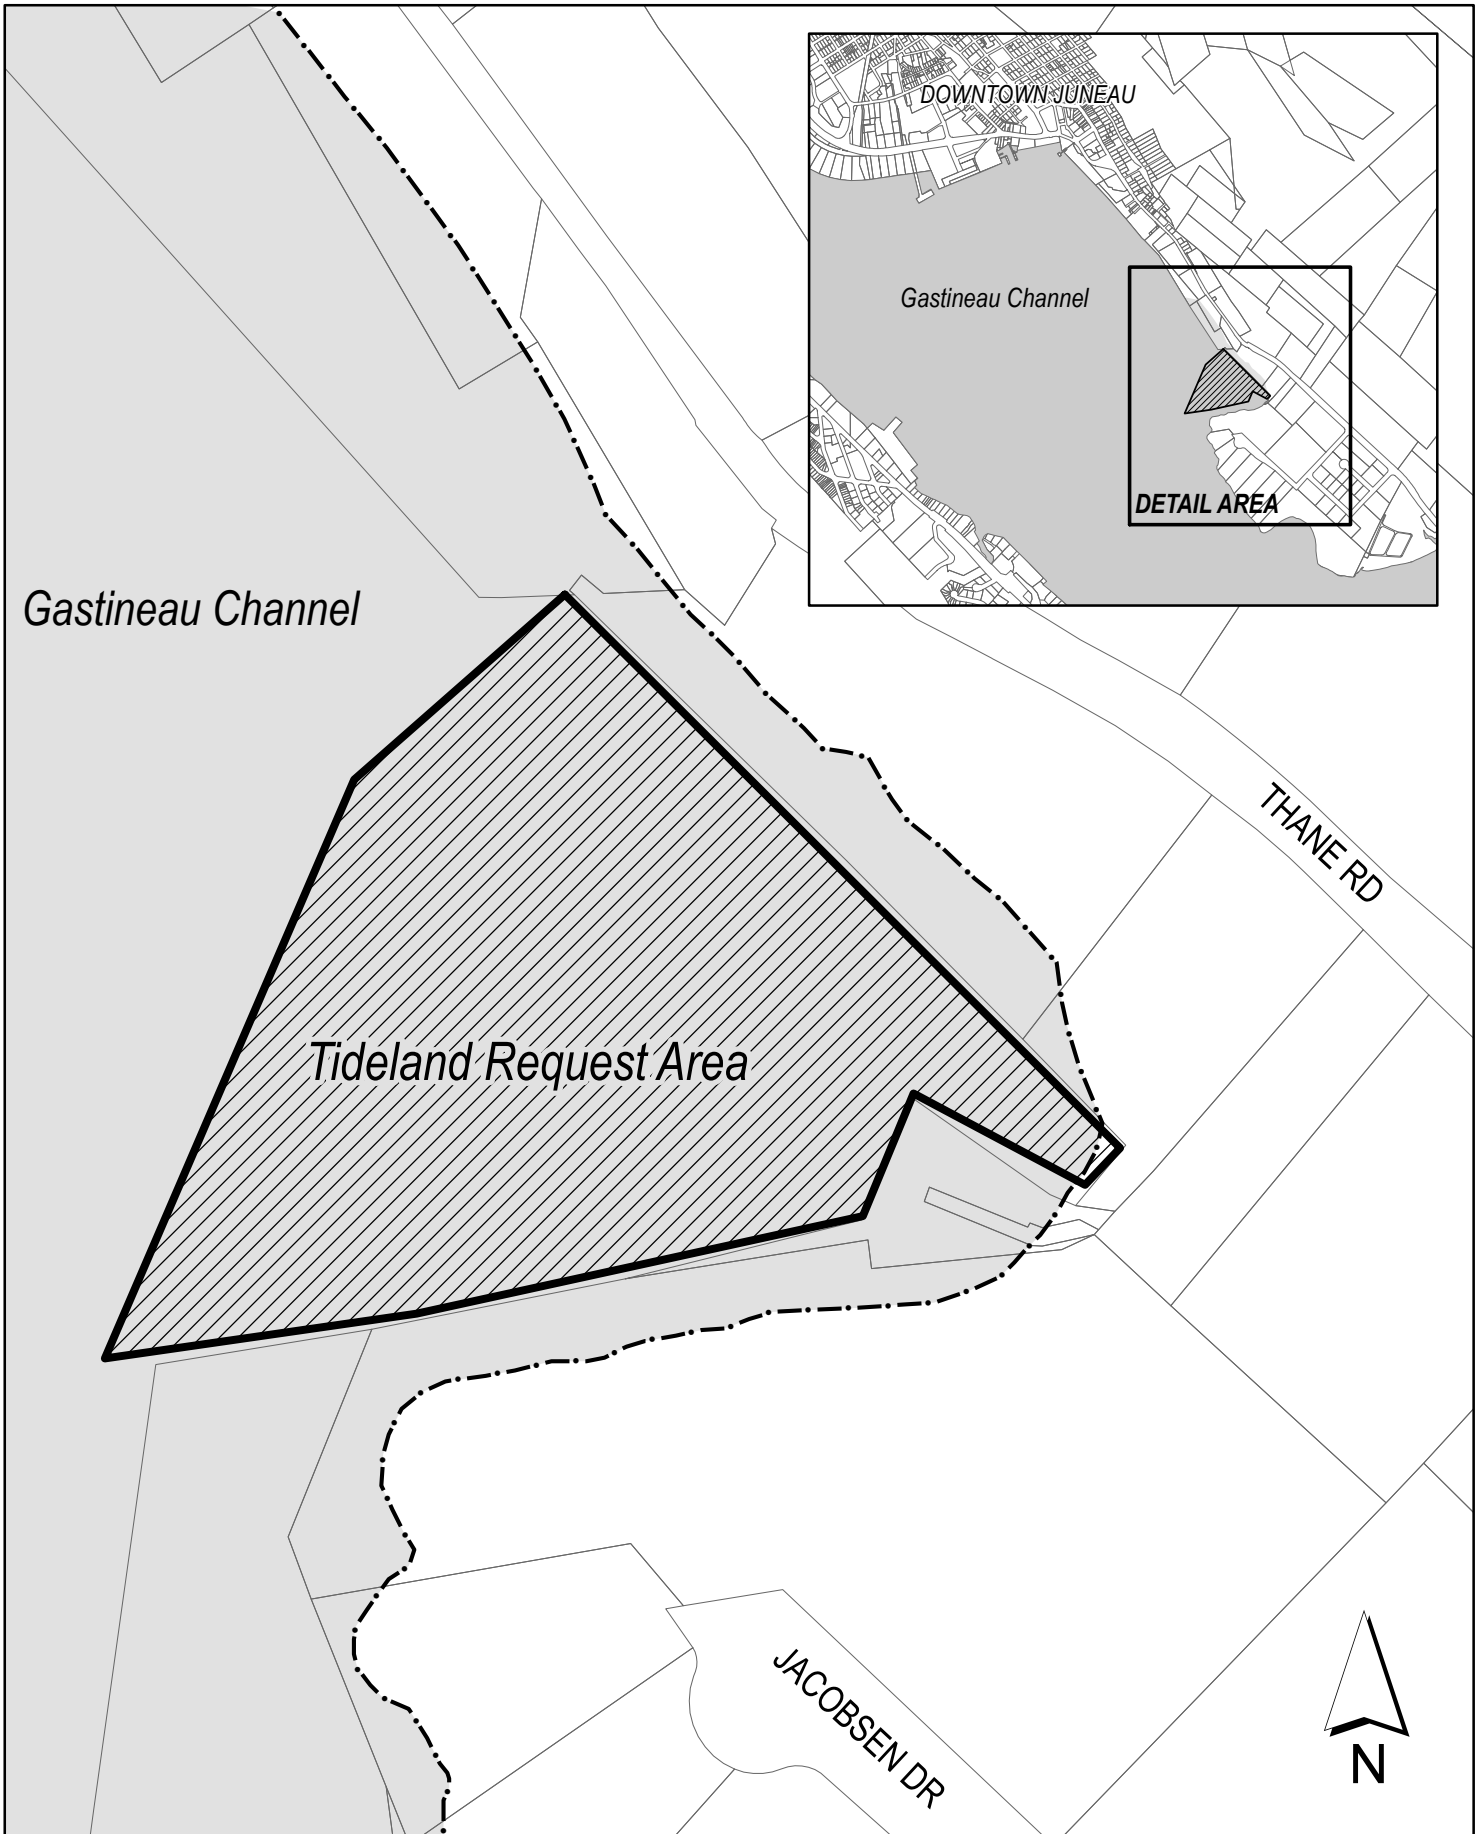 DOWNTOWN JUNEAU
Gastineau Channel
DETAIL AREA
Gastineau Channel
THANE RD
Tideland Request Area
JACOBSEN DR
N